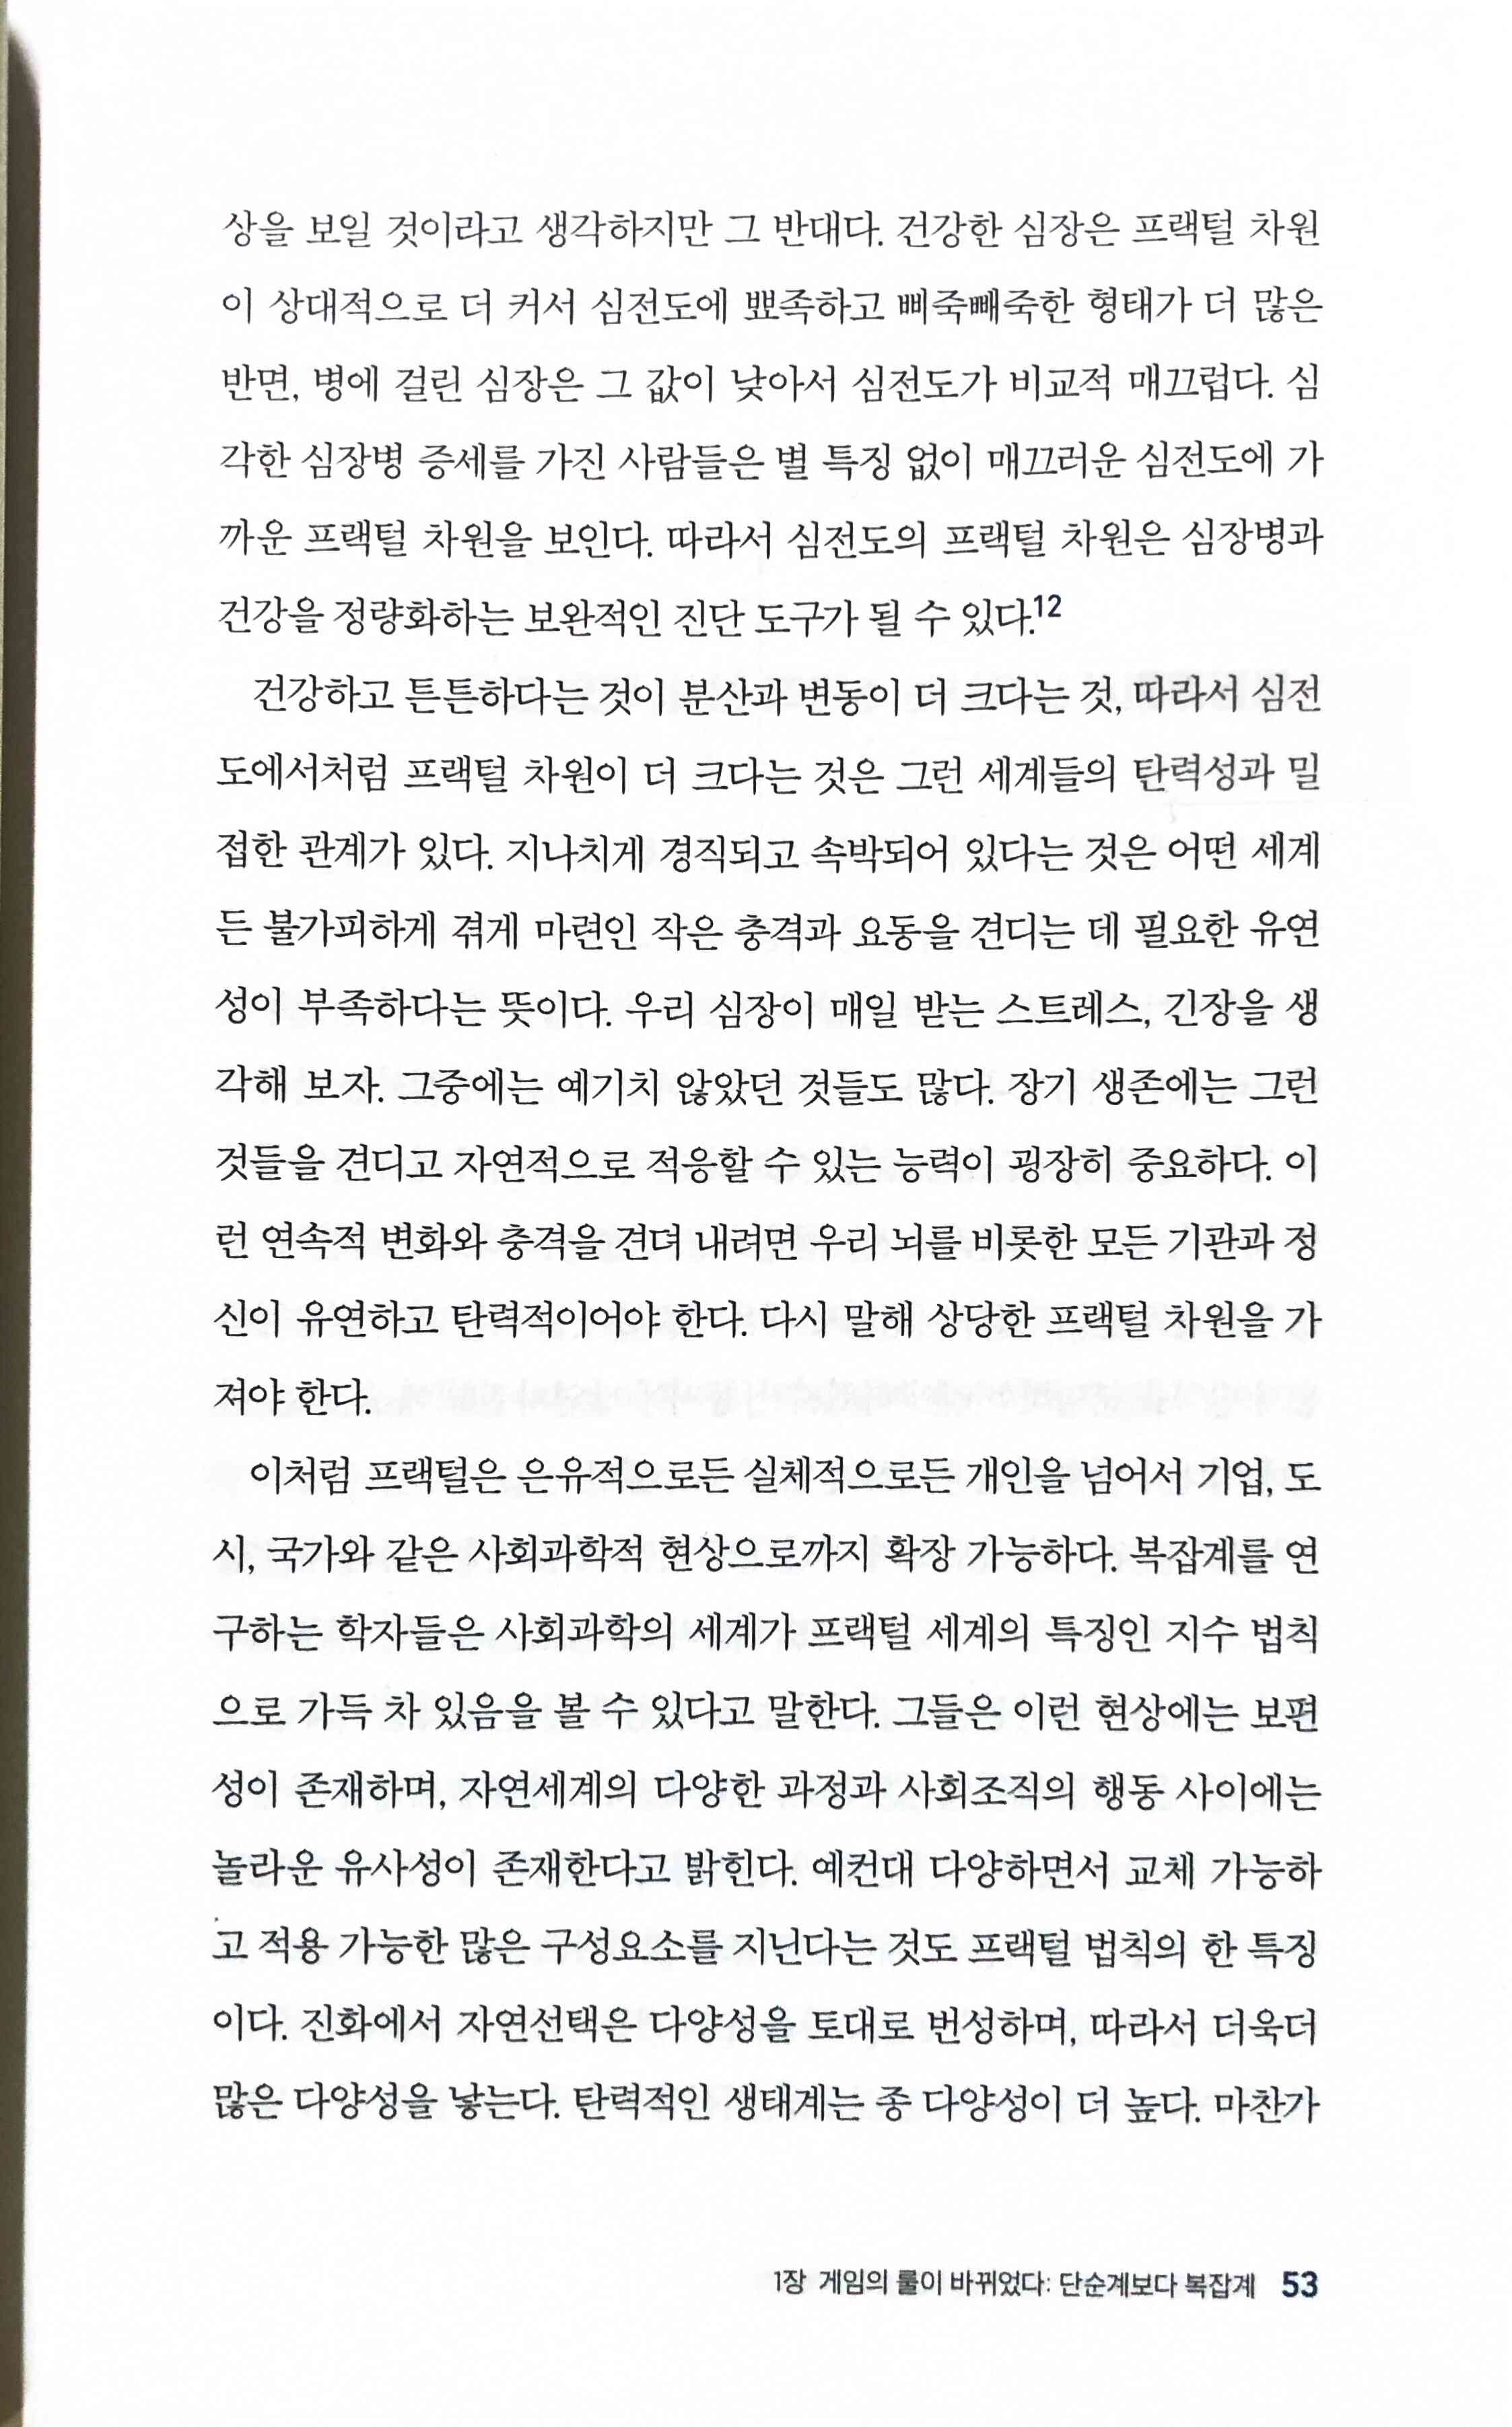 상을 보일 것이라고 생각하지만 그 반대다. 건강한 심장은 프랙털 차원
이 상대적으로 더 커서 심전도에 뾰족하고 삐죽빼죽한 형태가 더 많은
반면, 병에 걸린 심장은 그 값이 낮아서 심전도가 비교적 매끄럽다. 심
각한 심장병 증세를 가진 사람들은 별 특징 없이 매끄러운 심전도에 가
까운 프랙털 차원을 보인다. 따라서 심전도의 프랙털 차원은 심장병과
건강을 정량화하는 보완적인 진단 도구가 될 수 있다.12
건강하고 튼튼하다는 것이 분산과 변동이 더 크다는 것, 따라서 심전
도에서처럼 프랙털 차원이 더 크다는 것은 그런 세계들의 탄력성과 밀
접한 관계가 있다. 지나치게 경직되고 속박되어 있다는 것은 어떤 세계
든 불가피하게 겪게 마련인 작은 충격과 요동을 견디는 데 필요한 유연
성이 부족하다는 뜻이다. 우리 심장이 매일 받는 스트레스, 긴장을 생
각해 보자. 그중에는 예기치 않았던 것들도 많다. 장기 생존에는 그런
것들을 견디고 자연적으로 적응할 수 있는 능력이 굉장히 중요하다. 이
런 연속적 변화와 충격을 견뎌 내려면 우리 뇌를 비롯한 모든 기관과 정
신이 유연하고 탄력적이어야 한다. 다시 말해 상당한 프랙털 차원을 가
져야 한다.
이처럼 프랙털은 은유적으로든 실체적으로든 개인을 넘어서 기업, 도
시, 국가와 같은 사회과학적 현상으로까지 확장 가능하다. 복잡계를 연
구하는 학자들은 사회과학의 세계가 프랙털 세계의 특징인 지수 법칙
으로 가득 차 있음을 볼 수 있다고 말한다. 그들은 이런 현상에는 보편
성이 존재하며, 자연세계의 다양한 과정과 사회조직의 행동 사이에는
놀라운 유사성이 존재한다고 밝힌다. 예컨대 다양하면서 교체 가능하
고 적용 가능한 많은 구성요소를 지닌다는 것도 프랙털 법칙의 한 특징
이다. 진화에서 자연선택은 다양성을 토대로 번성하며, 따라서 더욱더
많은 다양성을 낳는다. 탄력적인 생태계는 종 다양성이 더 높다. 마찬가
1장 게임의 룰이 바뀌었다: 단순계보다 복잡계 53